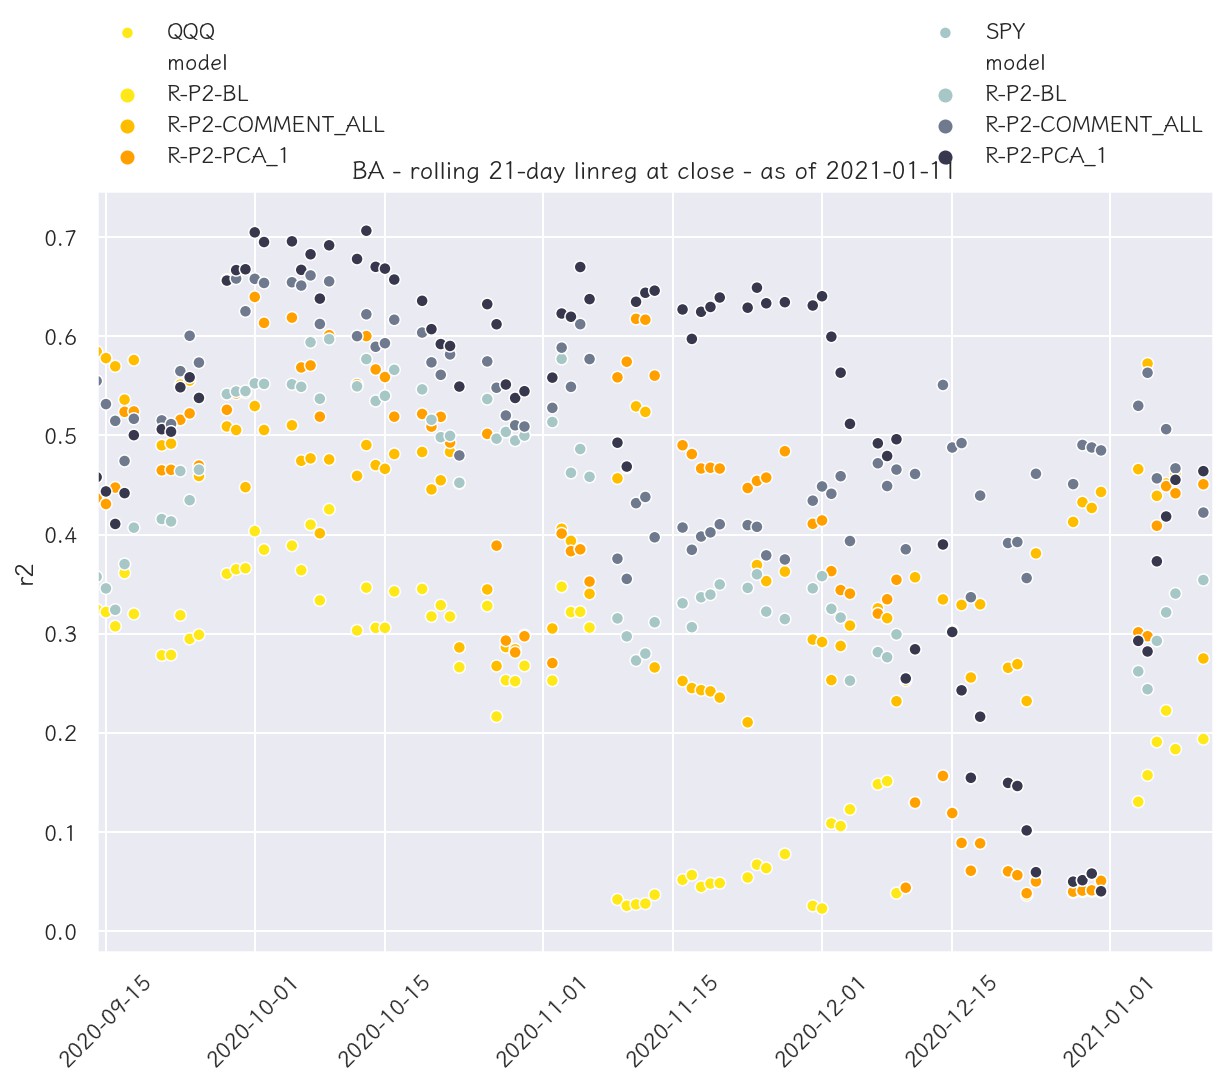 QQQ
model
R-P2-BL
R-P2-COMMENT_ALL
R-P2-PCA_1
SPY
model
R-P2-BL
R-P2-COMMENT_ALL
R-P2-PCA_1
BA - rolling 21-day linreg at close - as of 2021-01-11
r2
0.7
0.6
0.5
0.4
0.3
0.2
0.1
0.0
2020-09-15
2020-10-01
2020-10-15
2020-11-01
2020-11-15
2020-12-01
2020-12-15
2021-01-01